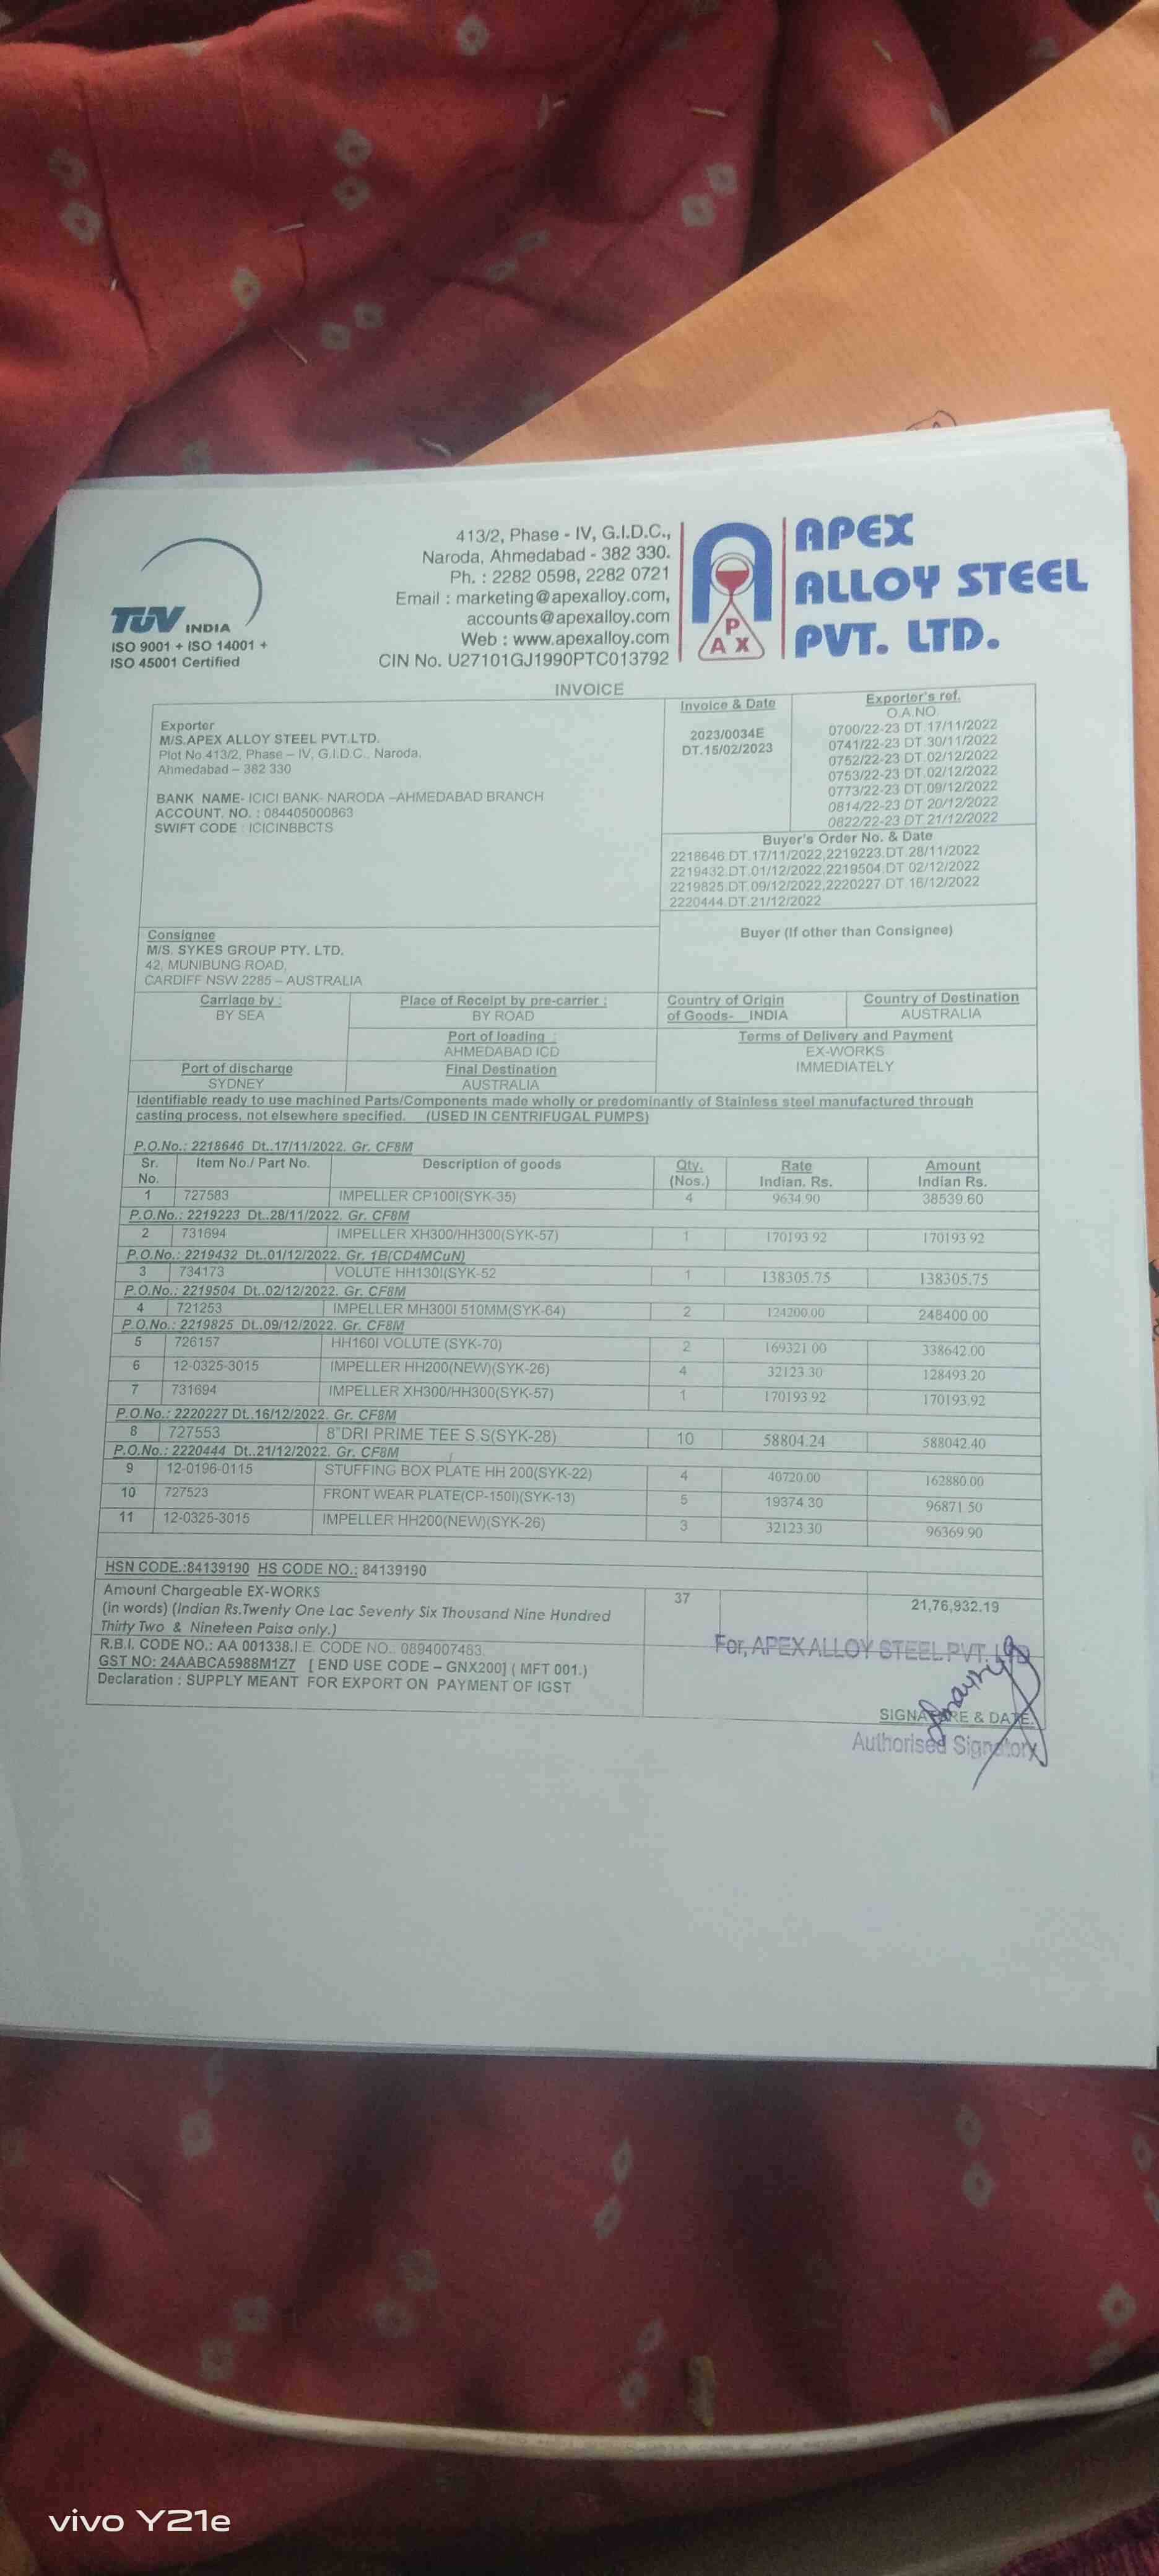 TÜV INDIA
ISO 9001 + ISO 14001 +
ISO 45001 Certified
413/2, Phase - IV, G.I.D.C.,
Naroda, Ahmedabad - 382 330.
Ph. : 2282 0598, 2282 0721
Email : marketing@apexalloy.com,
accounts@apexalloy.com
Web : www.apexalloy.com
CIN No. U27101GJ1990PTC013792
P
A X
APEX
ALLOY STEEL
PVT. LTD.
INVOICE
Exporter
M/S.APEX ALLOY STEEL PVT.LTD.
Plot No.413/2, Phase – IV, G.I.D.C., Naroda,
Ahmedabad – 382 330
BANK NAME- ICICI BANK- NARODA –AHMEDABAD BRANCH
ACCOUNT. NO. : 084405000863
SWIFT CODE : ICICINBBCTS
Invoice & Date
2023/0034E
DT.15/02/2023
Exporter's ref.
O.A.NO.
0700/22-23 DT.17/11/2022
0741/22-23 DT.30/11/2022
0752/22-23 DT.02/12/2022
0753/22-23 DT.02/12/2022
0773/22-23 DT.09/12/2022
0814/22-23 DT 20/12/2022
0822/22-23 DT 21/12/2022
Buyer's Order No. & Date
2218646.DT.17/11/2022,2219223.DT.28/11/2022
2219432.DT.01/12/2022,2219504.DT.02/12/2022
2219825.DT.09/12/2022,2220227.DT.16/12/2022
2220444.DT.21/12/2022
Consignee
M/S. SYKES GROUP PTY. LTD.
42, MUNIBUNG ROAD,
CARDIFF NSW 2285 – AUSTRALIA
Buyer (If other than Consignee)
Carriage by :
BY SEA
Place of Receipt by pre-carrier :
BY ROAD
Country of Origin
of Goods- INDIA
Country of Destination
AUSTRALIA
Port of loading :
AHMEDABAD ICD
Terms of Delivery and Payment
EX-WORKS
IMMEDIATELY
Port of discharge
SYDNEY
Final Destination
AUSTRALIA
Identifiable ready to use machined Parts/Components made wholly or predominantly of Stainless steel manufactured through
casting process, not elsewhere specified. (USED IN CENTRIFUGAL PUMPS)
P.O.No.: 2218646 Dt..17/11/2022. Gr. CF8M
Sr. No. Item No./ Part No. Description of goods Qty. (Nos.) Rate Indian. Rs. Amount Indian Rs.
1 727583 IMPELLER CP100I(SYK-35) 4 9634.90 38539.60
P.O.No.: 2219223 Dt..28/11/2022. Gr. CF8M
2 731694 IMPELLER XH300/HH300(SYK-57) 1 170193.92 170193.92
P.O.No.: 2219432 Dt..01/12/2022. Gr. 1B(CD4MCuN)
3 734173 VOLUTE HH130I(SYK-52 1 138305.75 138305.75
P.O.No.: 2219504 Dt..02/12/2022. Gr. CF8M
4 721253 IMPELLER MH300I 510MM(SYK-64) 2 124200.00 248400.00
P.O.No.: 2219825 Dt..09/12/2022. Gr. CF8M
5 726157 HH160I VOLUTE (SYK-70) 2 169321.00 338642.00
6 12-0325-3015 IMPELLER HH200(NEW)(SYK-26) 4 32123.30 128493.20
7 731694 IMPELLER XH300/HH300(SYK-57) 1 170193.92 170193.92
P.O.No.: 2220227 Dt..16/12/2022. Gr. CF8M
8 727553 8"DRI PRIME TEE S.S(SYK-28) 10 58804.24 588042.40
P.O.No.: 2220444 Dt..21/12/2022. Gr. CF8M
9 12-0196-0115 STUFFING BOX PLATE HH 200(SYK-22) 4 40720.00 162880.00
10 727523 FRONT WEAR PLATE(CP-150I)(SYK-13) 5 19374.30 96871.50
11 12-0325-3015 IMPELLER HH200(NEW)(SYK-26) 3 32123.30 96369.90
HSN CODE.:84139190 HS CODE NO.: 84139190
Amount Chargeable EX-WORKS 37 21,76,932.19
(in words) (Indian Rs.Twenty One Lac Seventy Six Thousand Nine Hundred
Thirty Two & Nineteen Paisa only.)
R.B.I. CODE NO.: AA 001338.I.E. CODE NO.: 0894007483.
GST NO: 24AABCA5988M1Z7 [ END USE CODE – GNX200] ( MFT 001.)
Declaration : SUPPLY MEANT FOR EXPORT ON PAYMENT OF IGST
For, APEX ALLOY STEEL PVT. LTD
SIGNATURE & DATE.
Authorised Signatory
vivo Y21e